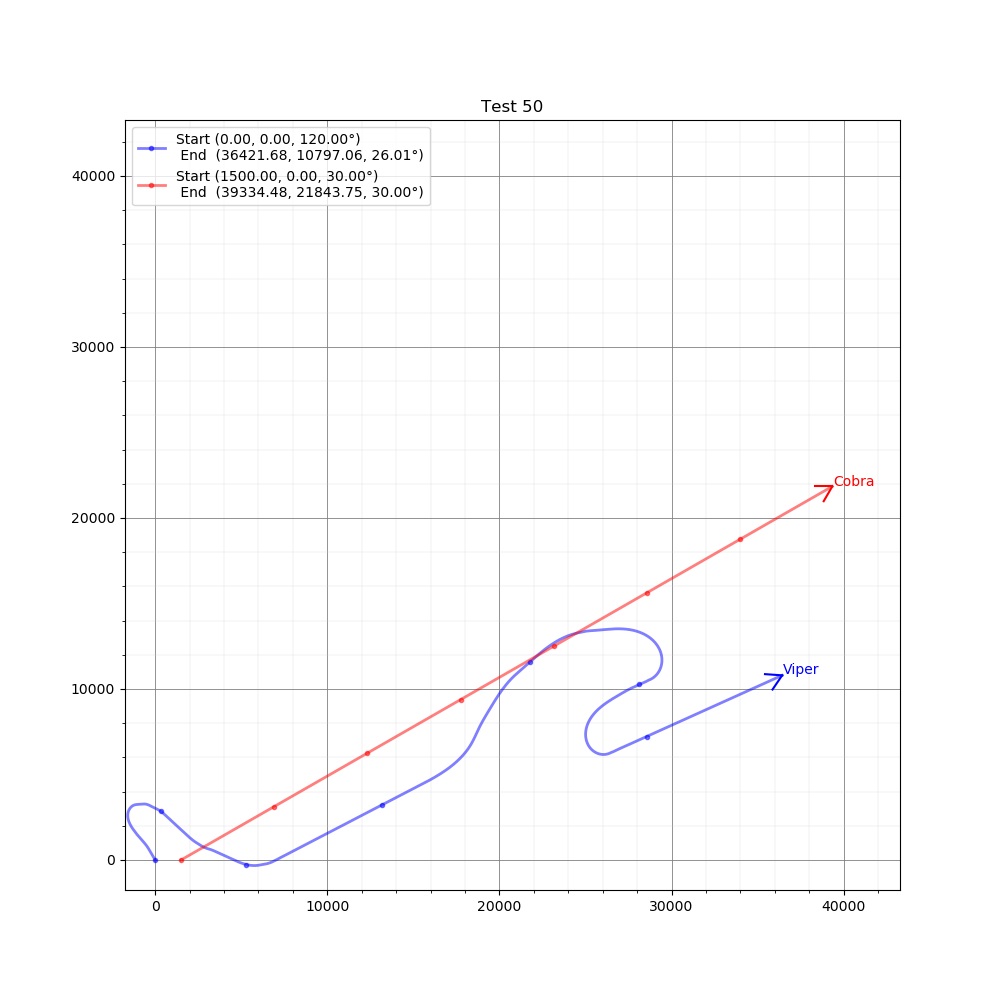 Test 50
Start (0.00, 0.00, 120.00°)
End (36421.68, 10797.06, 26.01°)
Start (1500.00, 0.00, 30.00°)
End (39334.48, 21843.75, 30.00°)
40000
30000
20000
10000
0
Cobra
Viper
0
10000
20000
30000
40000